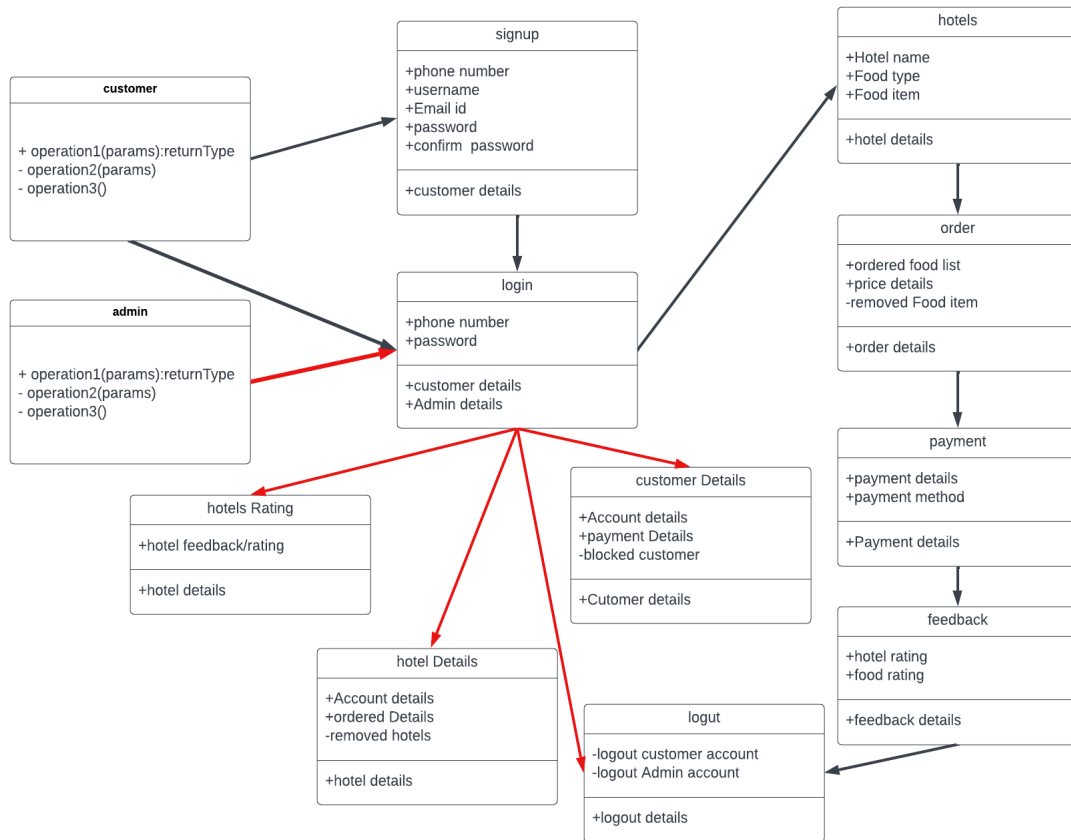 signup
+phone number
+username
+Email id
+password
+confirm  password
+customer details
customer
+ operation1(params):returnType
- operation2(params)
- operation3()
admin
+ operation1(params):returnType
- operation2(params)
- operation3()
login
+phone number
+password
+customer details
+Admin details
hotels
+Hotel name
+Food type
+Food item
+hotel details
order
+ordered food list
+price details
-removed Food item
+order details
payment
+payment details
+payment method
+Payment details
feedback
+hotel rating
+food rating
+feedback details
hotels Rating
+hotel feedback/rating
+hotel details
customer Details
+Account details
+payment Details
-blocked customer
+Cutomer details
hotel Details
+Account details
+ordered Details
-removed hotels
+hotel details
logut
-logout customer account
-logout Admin account
+logout details